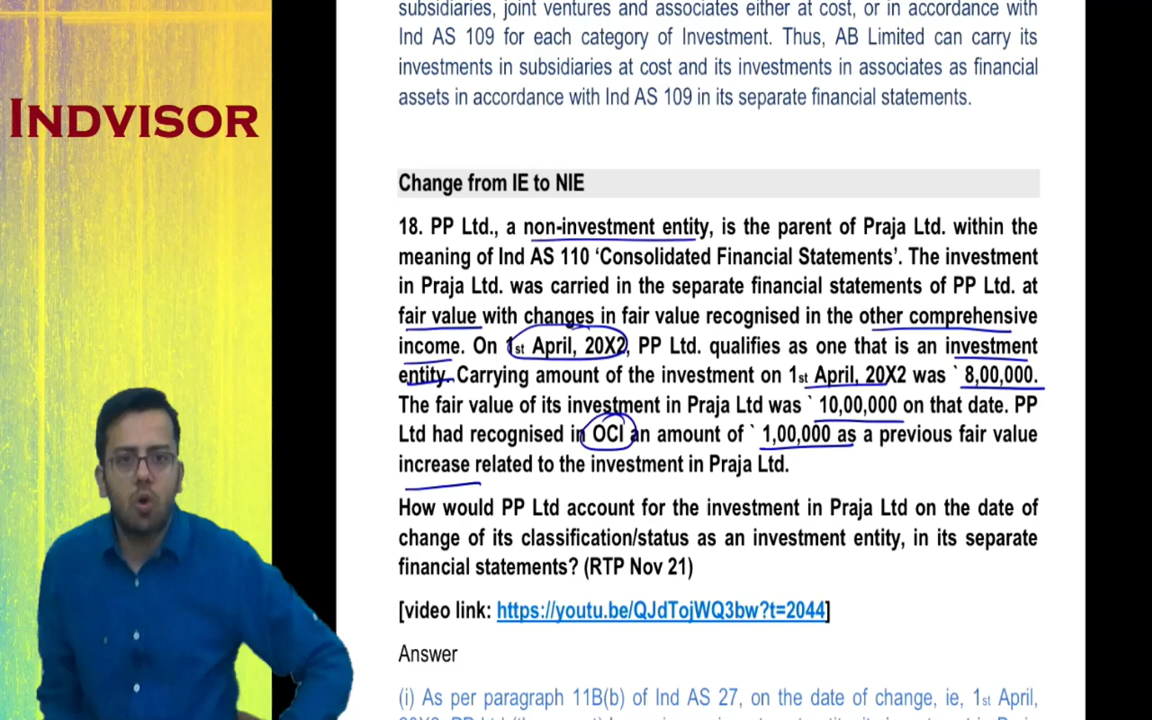 subsidiaries, joint ventures and associates either at cost, or in accordance with
Ind AS 109 for each category of Investment. Thus, AB Limited can carry its
investments in subsidiaries at cost and its investments in associates as financial
assets in accordance with Ind AS 109 in its separate financial statements.
INDVISOR
Change from IE to NIE
18. PP Ltd., a non-investment entity, is the parent of Praja Ltd. within the
meaning of Ind AS 110 ‘Consolidated Financial Statements’. The investment
in Praja Ltd. was carried in the separate financial statements of PP Ltd. at
fair value with changes in fair value recognised in the other comprehensive
income. On 1st April, 20X2, PP Ltd. qualifies as one that is an investment
entity. Carrying amount of the investment on 1st April, 20X2 was ` 8,00,000.
The fair value of its investment in Praja Ltd was ` 10,00,000 on that date. PP
Ltd had recognised in OCI an amount of ` 1,00,000 as a previous fair value
increase related to the investment in Praja Ltd.
How would PP Ltd account for the investment in Praja Ltd on the date of
change of its classification/status as an investment entity, in its separate
financial statements? (RTP Nov 21)
[video link: https://youtu.be/QJdTojWQ3bw?t=2044]
Answer
(i) As per paragraph 11B(b) of Ind AS 27, on the date of change, ie, 1st April,